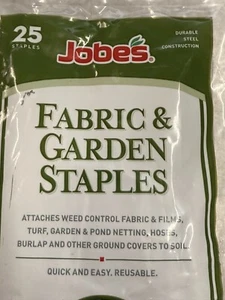 25
STAPLES
Jobe's®
DURABLE
STEEL
CONSTRUCTION
FABRIC &
GARDEN
STAPLES
ATTACHES WEED CONTROL FABRIC & FILMS,
TURF, GARDEN & POND NETTING, HOSES,
BURLAP AND OTHER GROUND COVERS TO SOIL.
QUICK AND EASY. REUSABLE.